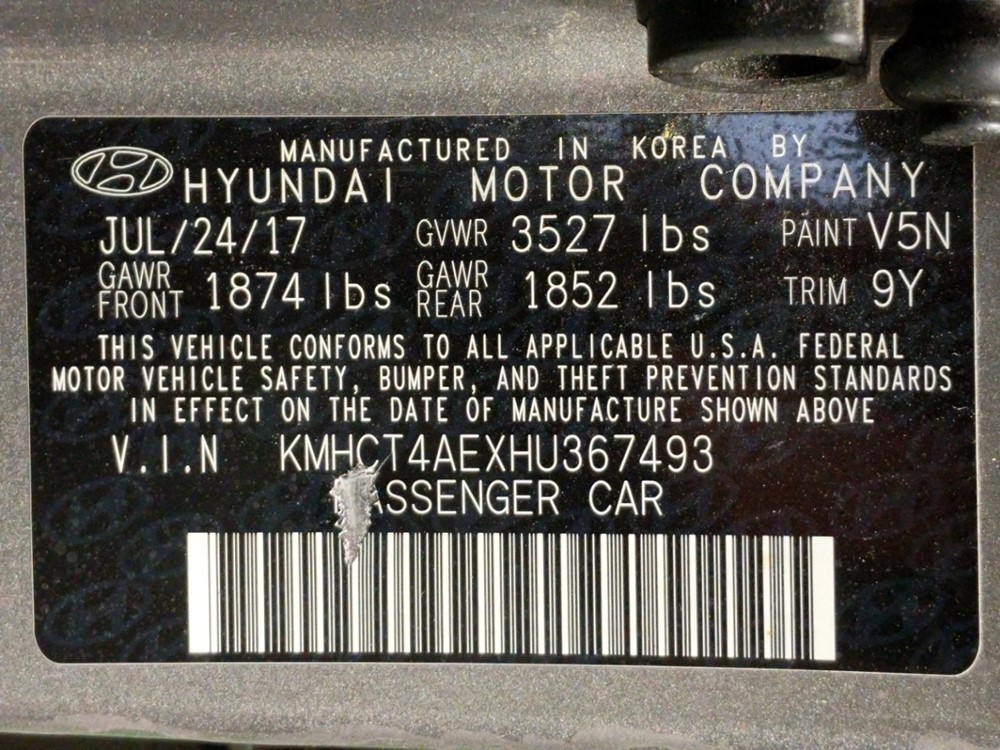 MANUFACTURED IN KOREA BY
HYUNDAI MOTOR COMPANY
JUL/24/17 GVWR 3527 lbs PAINT V5N
GAWR FRONT 1874 lbs GAWR REAR 1852 lbs TRIM 9Y
THIS VEHICLE CONFORMS TO ALL APPLICABLE U.S.A. FEDERAL
MOTOR VEHICLE SAFETY, BUMPER, AND THEFT PREVENTION STANDARDS
IN EFFECT ON THE DATE OF MANUFACTURE SHOWN ABOVE
V.I.N KMHCT4AEXHU367493
PASSENGER CAR